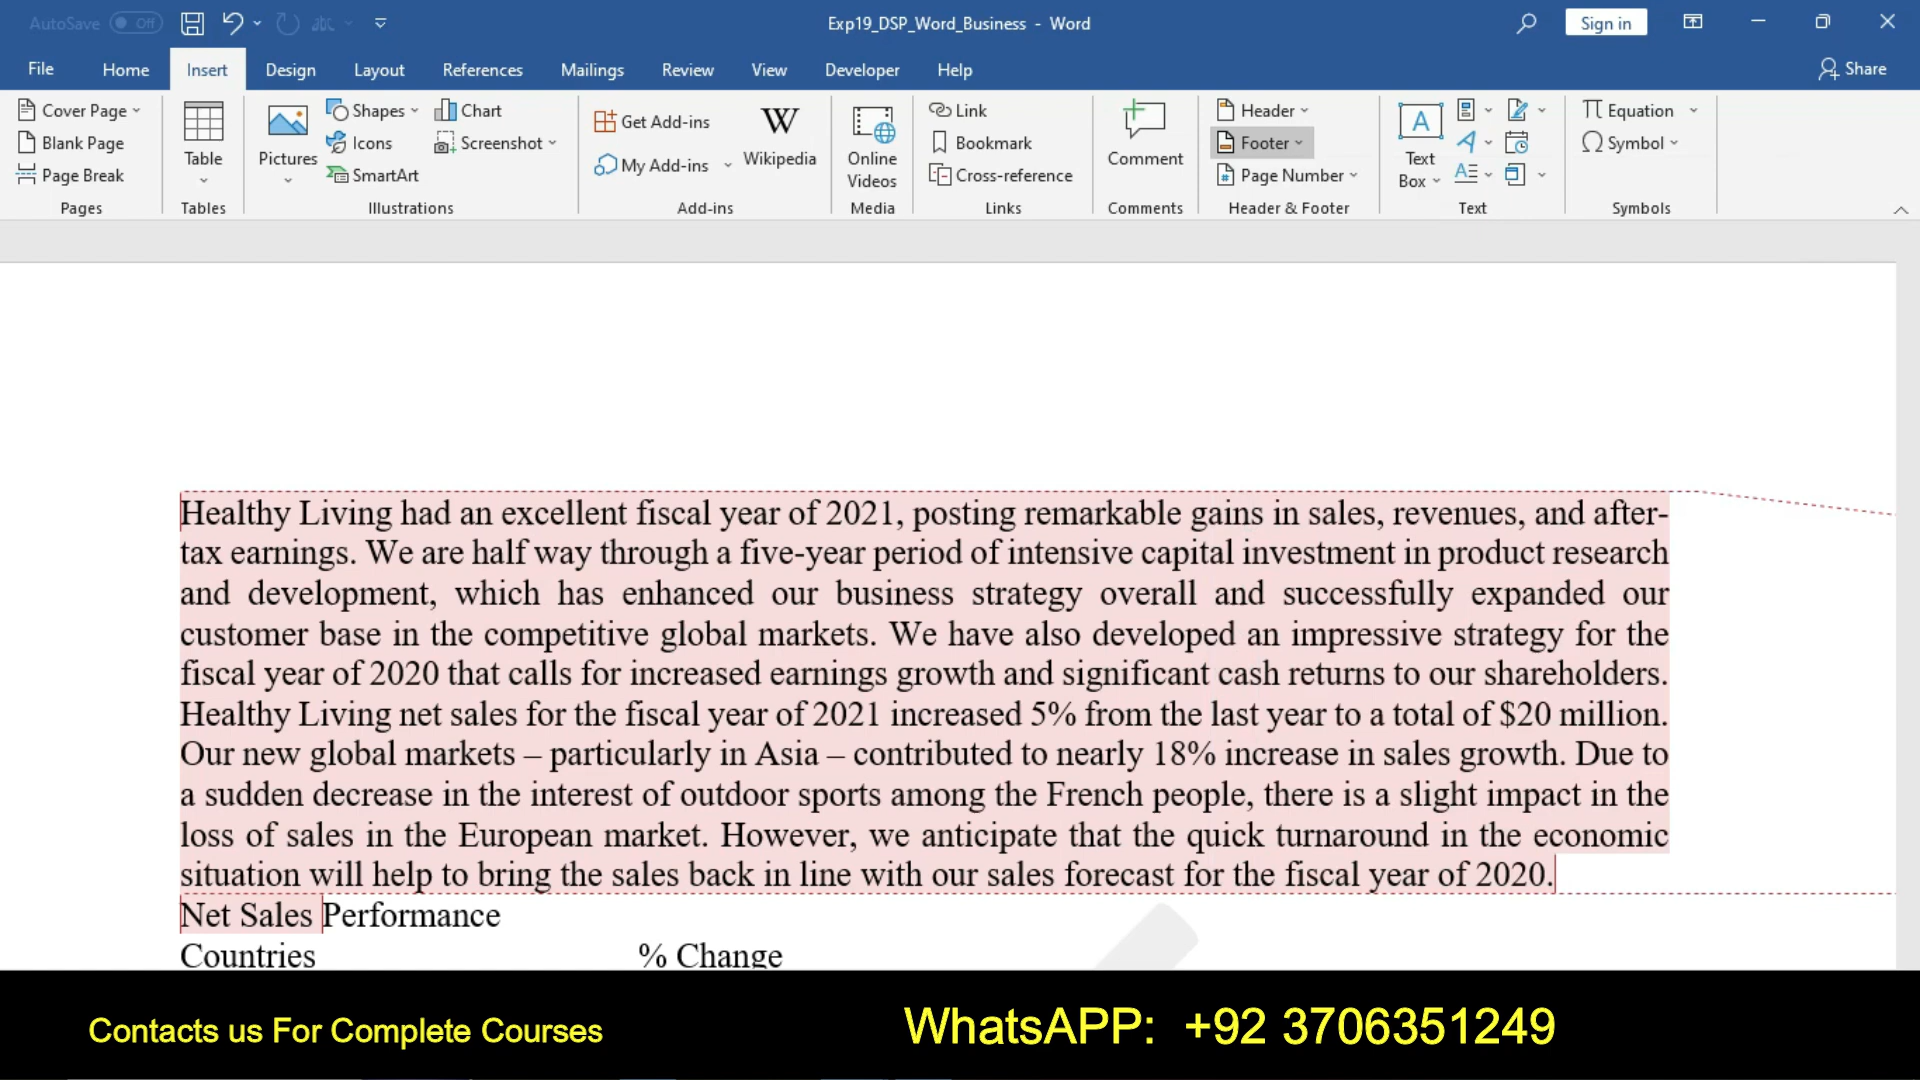 AutoSave Off
Exp19_DSP_Word_Business - Word
Sign in
File Home Insert Design Layout References Mailings Review View Developer Help Share
Cover Page
Blank Page
Page Break
Pages
Table
Tables
Pictures
Shapes
Icons
SmartArt
Chart
Screenshot
Illustrations
Get Add-ins
My Add-ins
W
Wikipedia
Add-ins
Online
Videos
Media
Link
Bookmark
Cross-reference
Links
Comment
Comments
Header
Footer
Page Number
Header & Footer
Text
Box
Text
Equation
Symbol
Symbols
Healthy Living had an excellent fiscal year of 2021, posting remarkable gains in sales, revenues, and after-
tax earnings. We are half way through a five-year period of intensive capital investment in product research
and development, which has enhanced our business strategy overall and successfully expanded our
customer base in the competitive global markets. We have also developed an impressive strategy for the
fiscal year of 2020 that calls for increased earnings growth and significant cash returns to our shareholders.
Healthy Living net sales for the fiscal year of 2021 increased 5% from the last year to a total of $20 million.
Our new global markets – particularly in Asia – contributed to nearly 18% increase in sales growth. Due to
a sudden decrease in the interest of outdoor sports among the French people, there is a slight impact in the
loss of sales in the European market. However, we anticipate that the quick turnaround in the economic
situation will help to bring the sales back in line with our sales forecast for the fiscal year of 2020.
Net Sales Performance
Countries % Change
Contacts us For Complete Courses
WhatsAPP: +92 3706351249